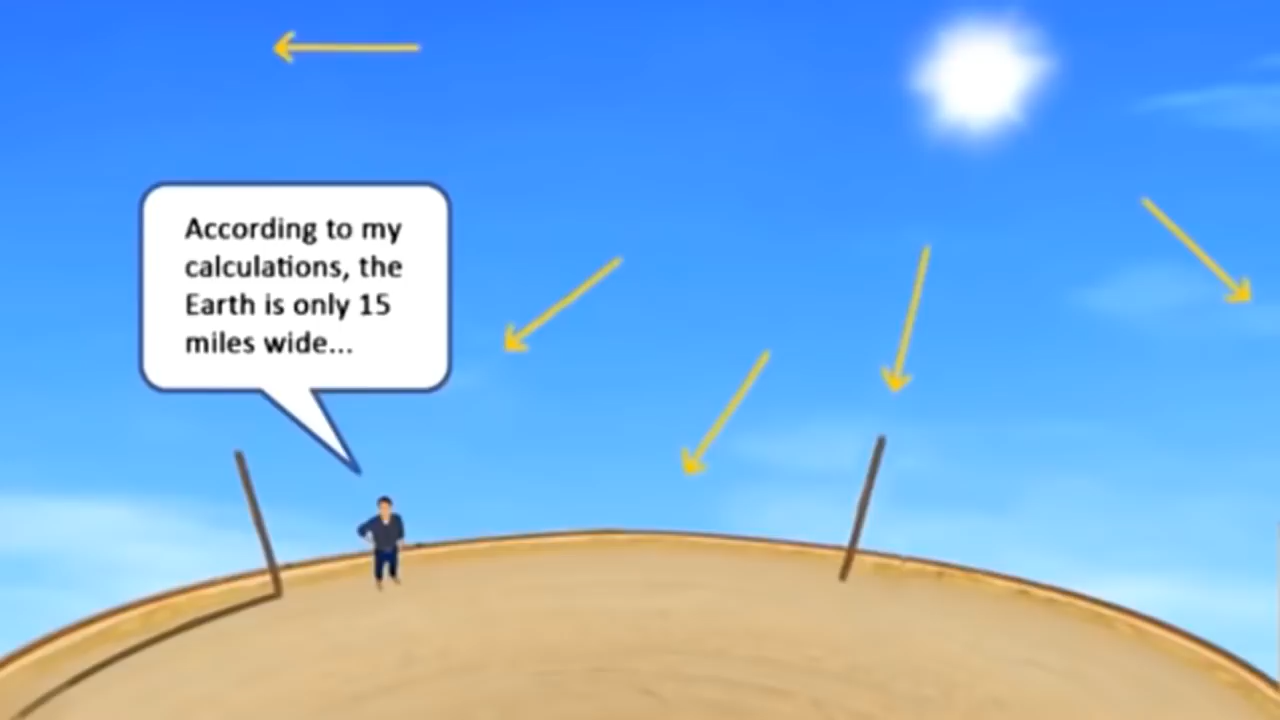 According to my
calculations, the
Earth is only 15
miles wide...